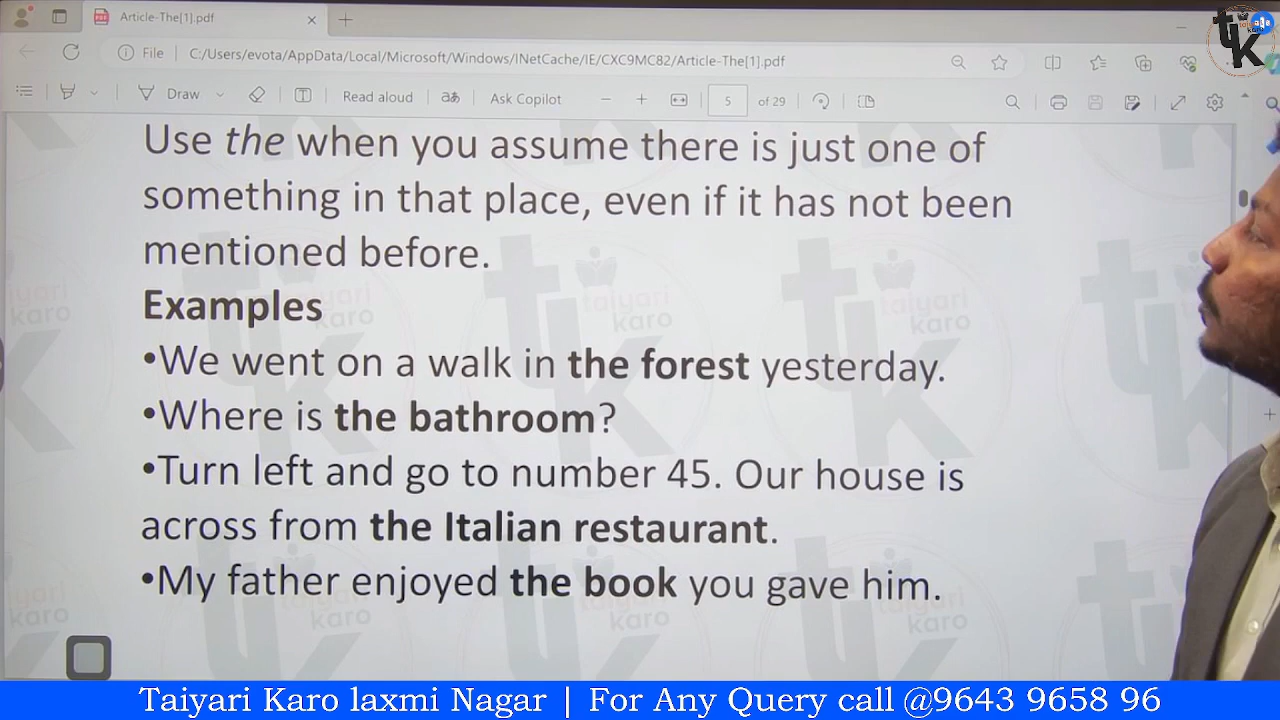 Article-The[1].pdf
File C:/Users/evota/AppData/Local/Microsoft/Windows/INetCache/IE/CXC9MC82/Article-The[1].pdf
Draw Read aloud Ask Copilot 5 of 29
Use the when you assume there is just one of
something in that place, even if it has not been
mentioned before.
Examples
•We went on a walk in the forest yesterday.
•Where is the bathroom?
•Turn left and go to number 45. Our house is
across from the Italian restaurant.
•My father enjoyed the book you gave him.
taiyari
karo
Taiyari Karo laxmi Nagar | For Any Query call @9643 9658 96